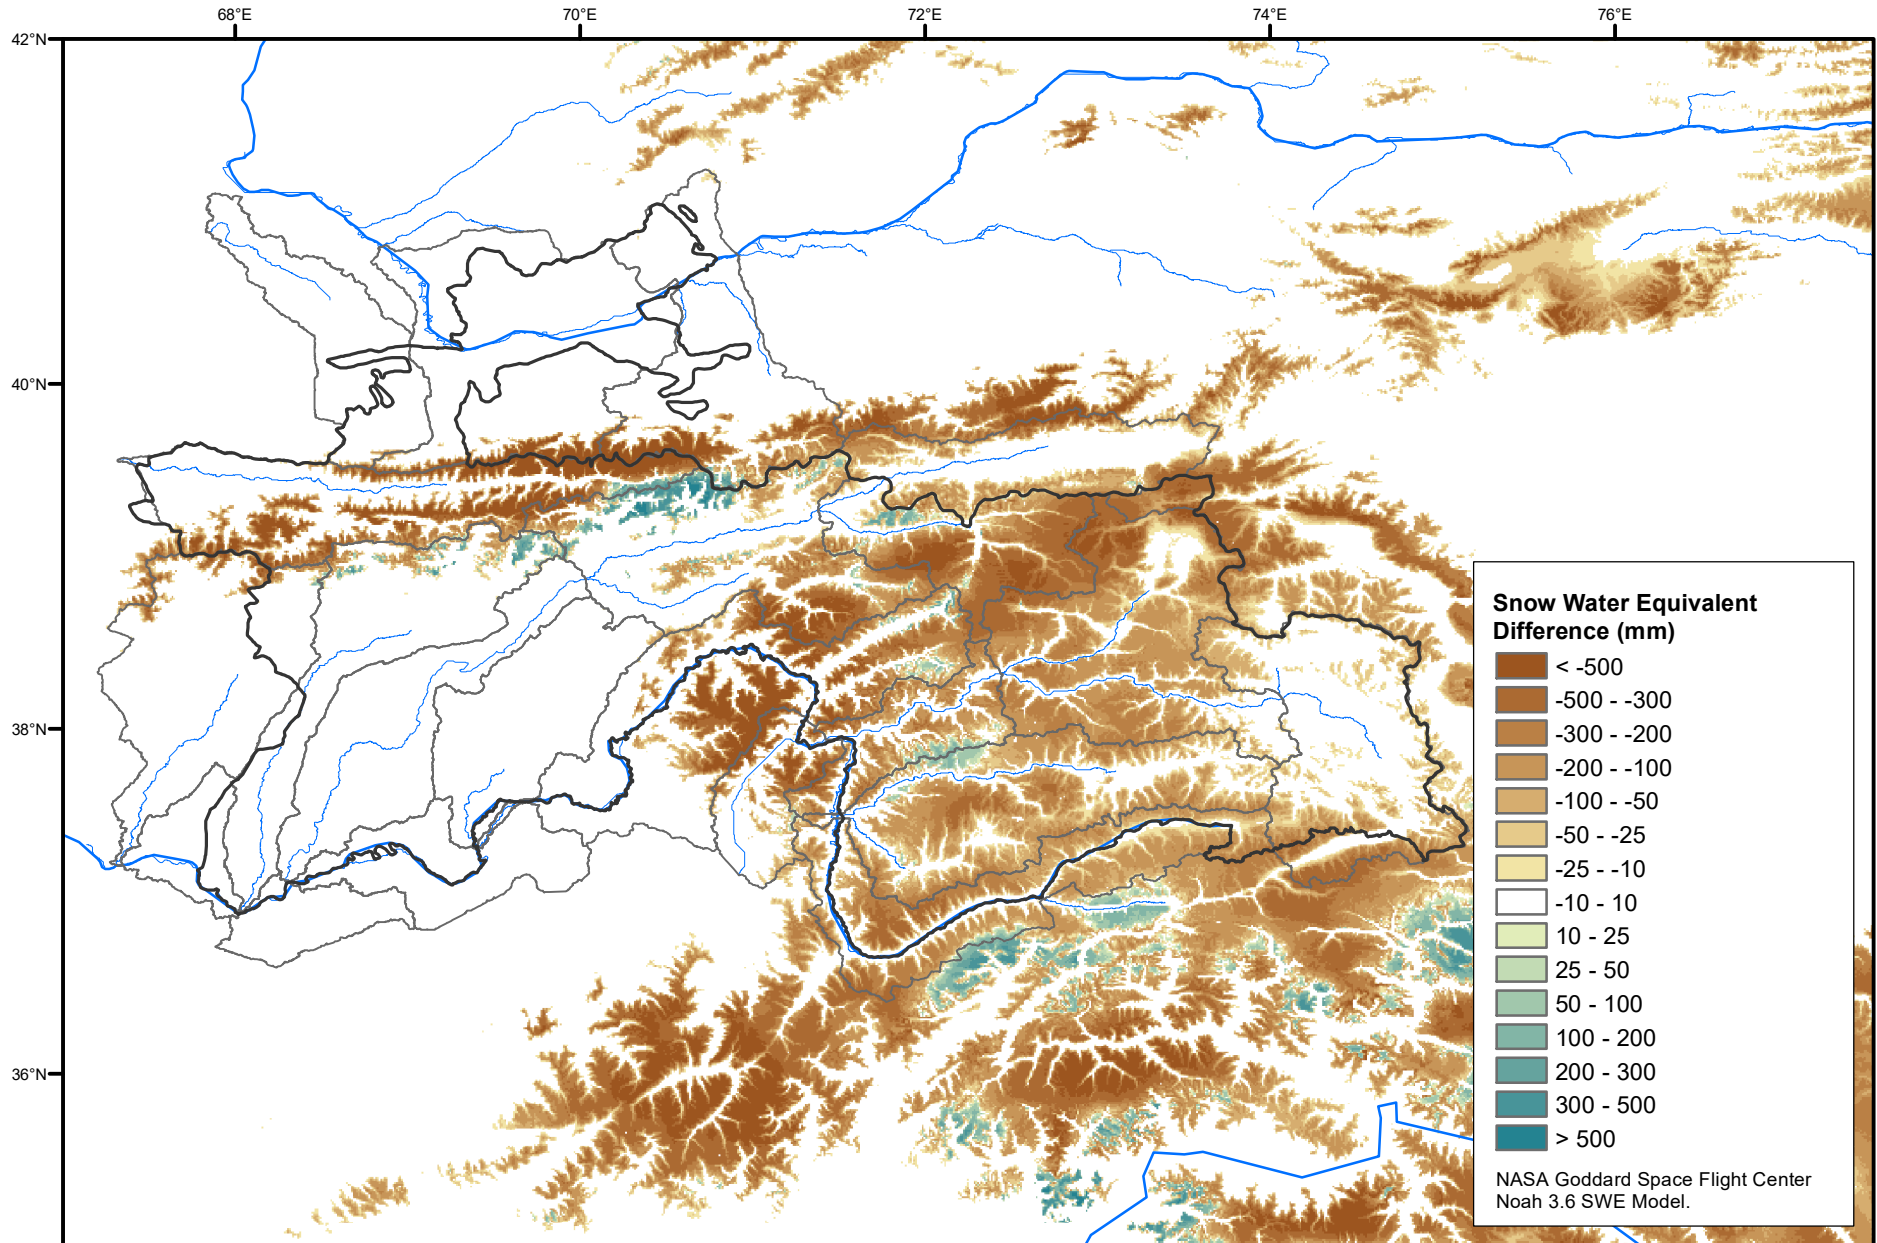 68°E 70°E 72°E 74°E 76°E
42°N
40°N
38°N
36°N
Snow Water Equivalent
Difference (mm)
< -500
-500 - -300
-300 - -200
-200 - -100
-100 - -50
-50 - -25
-25 - -10
-10 - 10
10 - 25
25 - 50
50 - 100
100 - 200
200 - 300
300 - 500
> 500
NASA Goddard Space Flight Center
Noah 3.6 SWE Model.